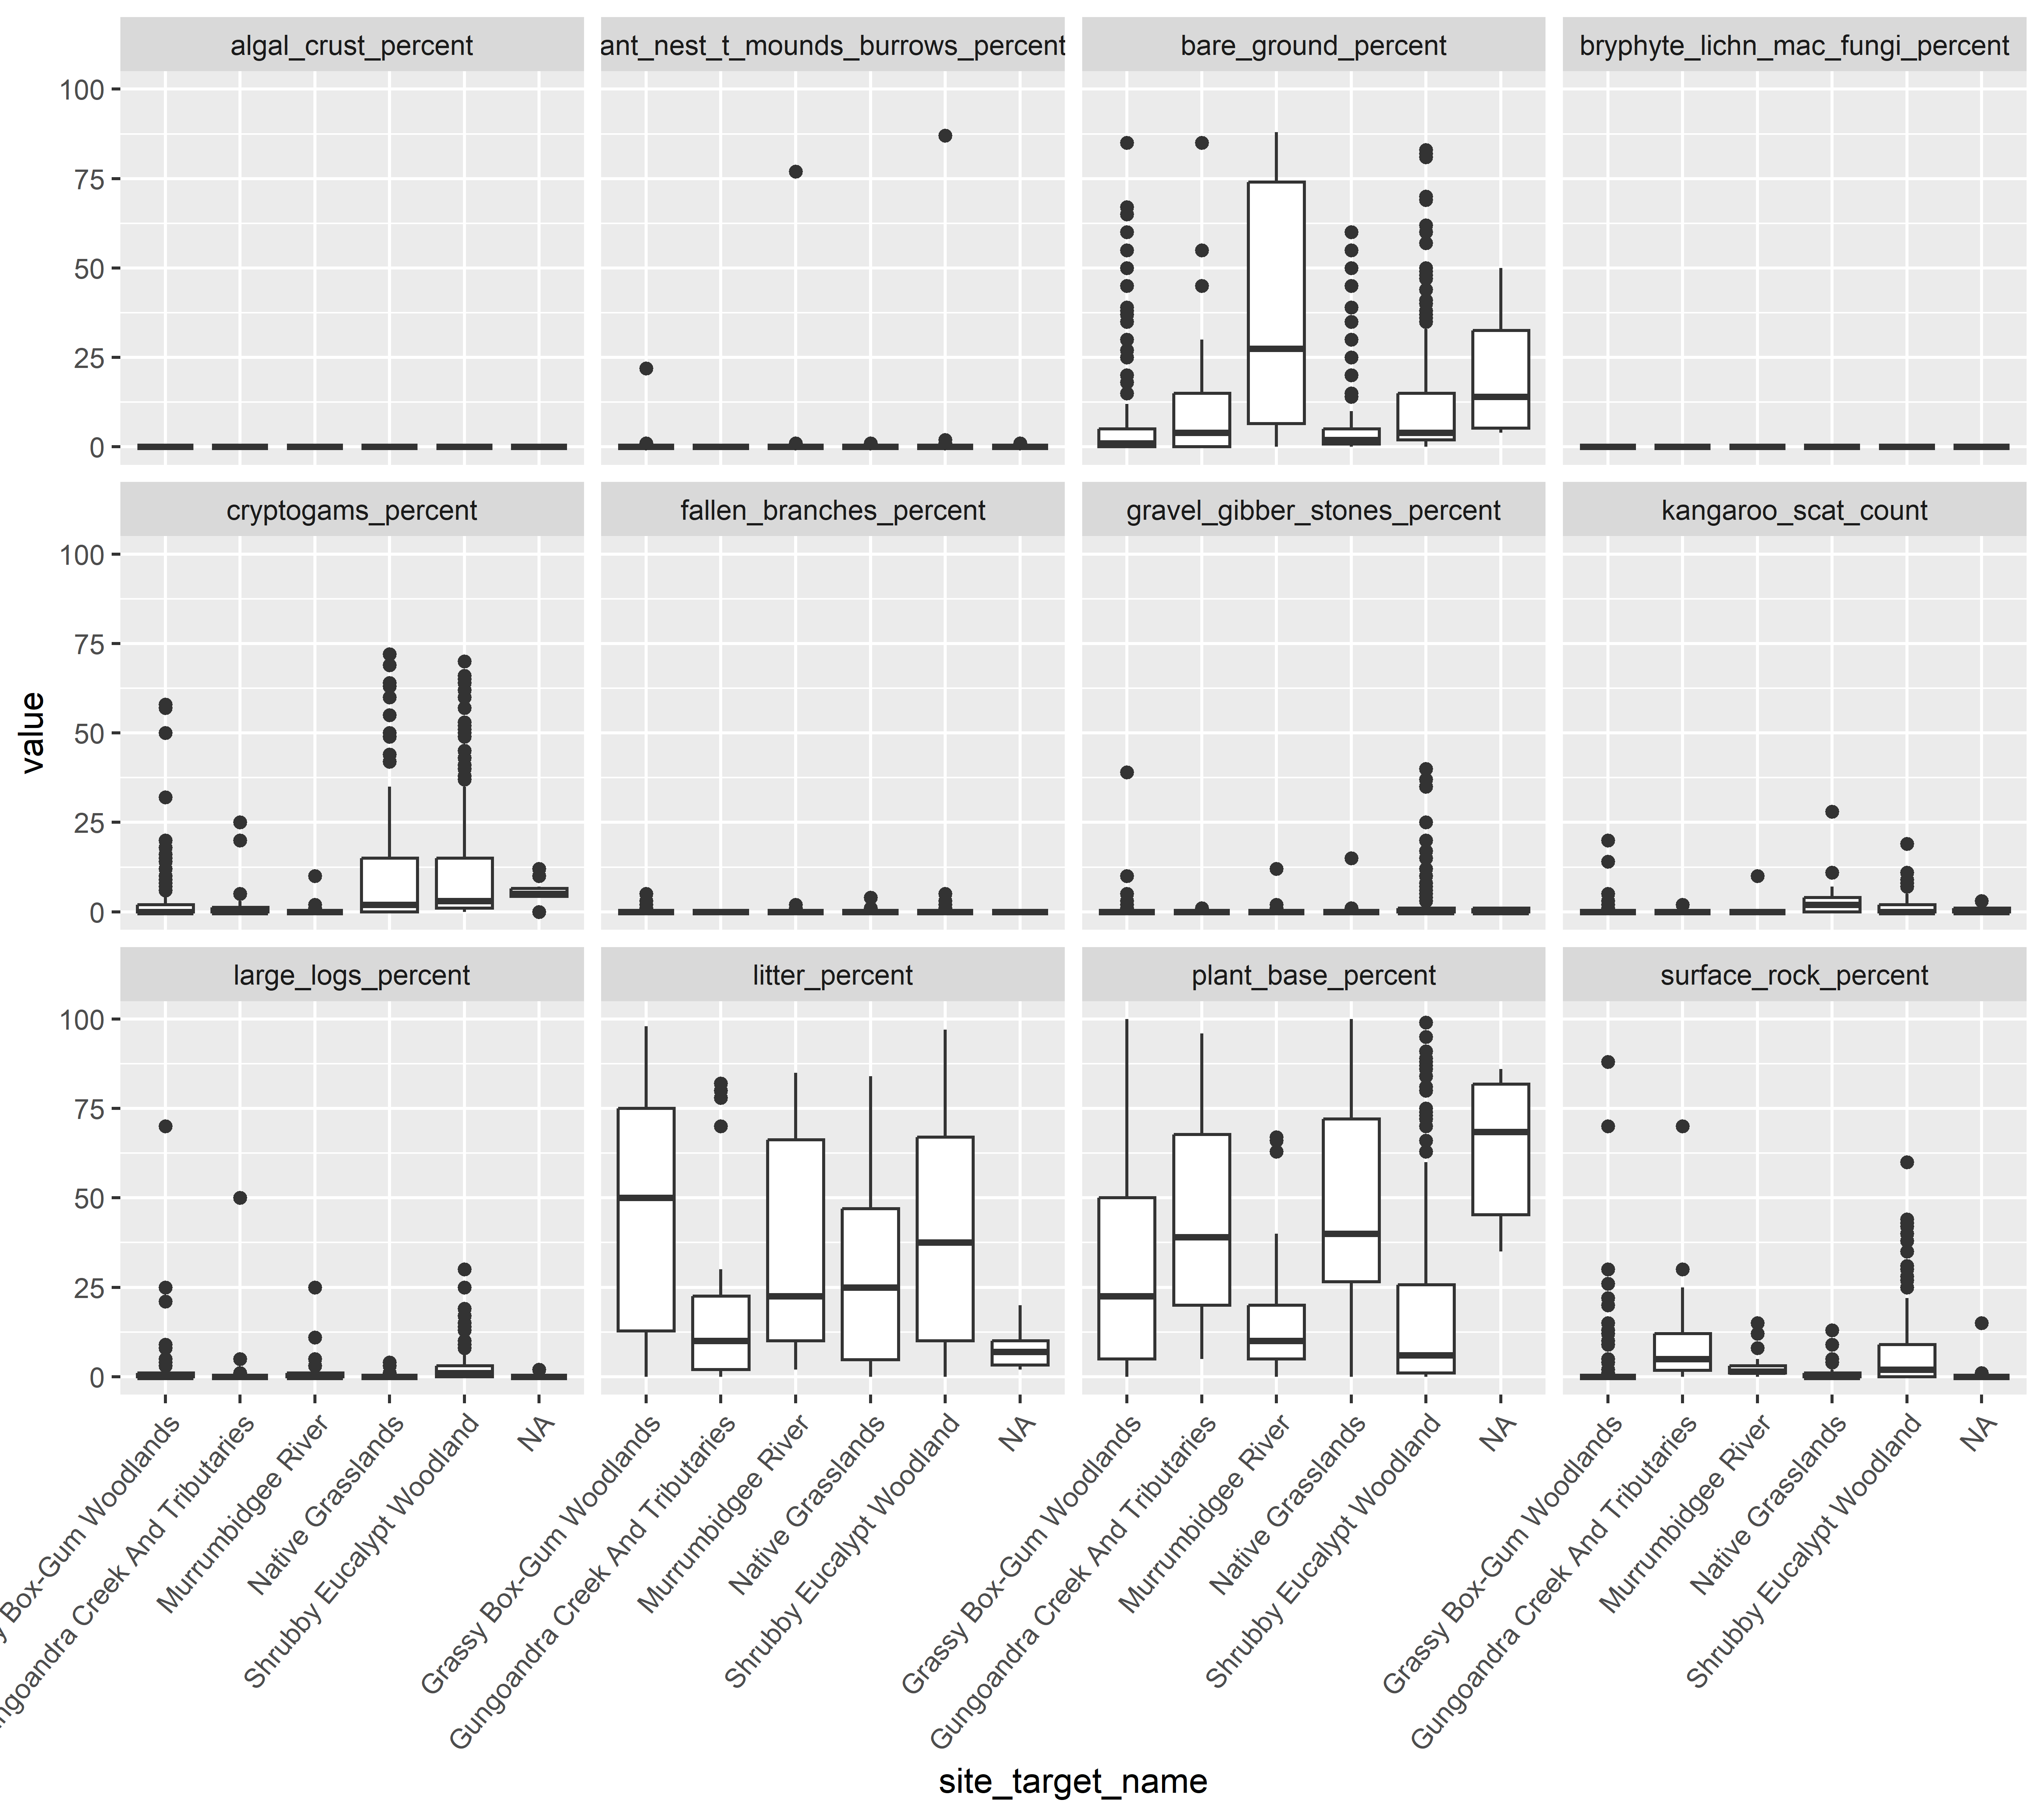 algal_crust_percent
ant_nest_t_mounds_burrows_percent
bare_ground_percent
bryphyte_lichn_mac_fungi_percent
100
75
50
25
0
cryptogams_percent
fallen_branches_percent
gravel_gibber_stones_percent
kangaroo_scat_count
100
75
50
25
0
value
large_logs_percent
litter_percent
plant_base_percent
surface_rock_percent
100
75
50
25
0
y Box-Gum Woodlands
ngoandra Creek And Tributaries
Murrumbidgee River
Native Grasslands
Shrubby Eucalypt Woodland
NA
Grassy Box-Gum Woodlands
Gungoandra Creek And Tributaries
Murrumbidgee River
Native Grasslands
Shrubby Eucalypt Woodland
NA
Grassy Box-Gum Woodlands
Gungoandra Creek And Tributaries
Murrumbidgee River
Native Grasslands
Shrubby Eucalypt Woodland
NA
Grassy Box-Gum Woodlands
Gungoandra Creek And Tributaries
Murrumbidgee River
Native Grasslands
Shrubby Eucalypt Woodland
NA
site_target_name